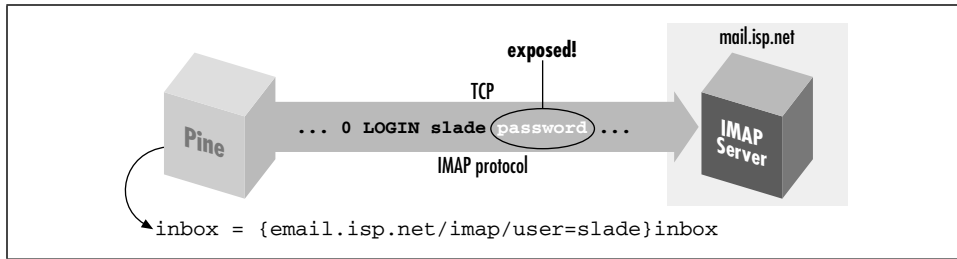 mail.isp.net
exposed!
TCP
Pine
... 0 LOGIN slade password ...
IMAP
Server
IMAP protocol
inbox = {email.isp.net/imap/user=slade}inbox